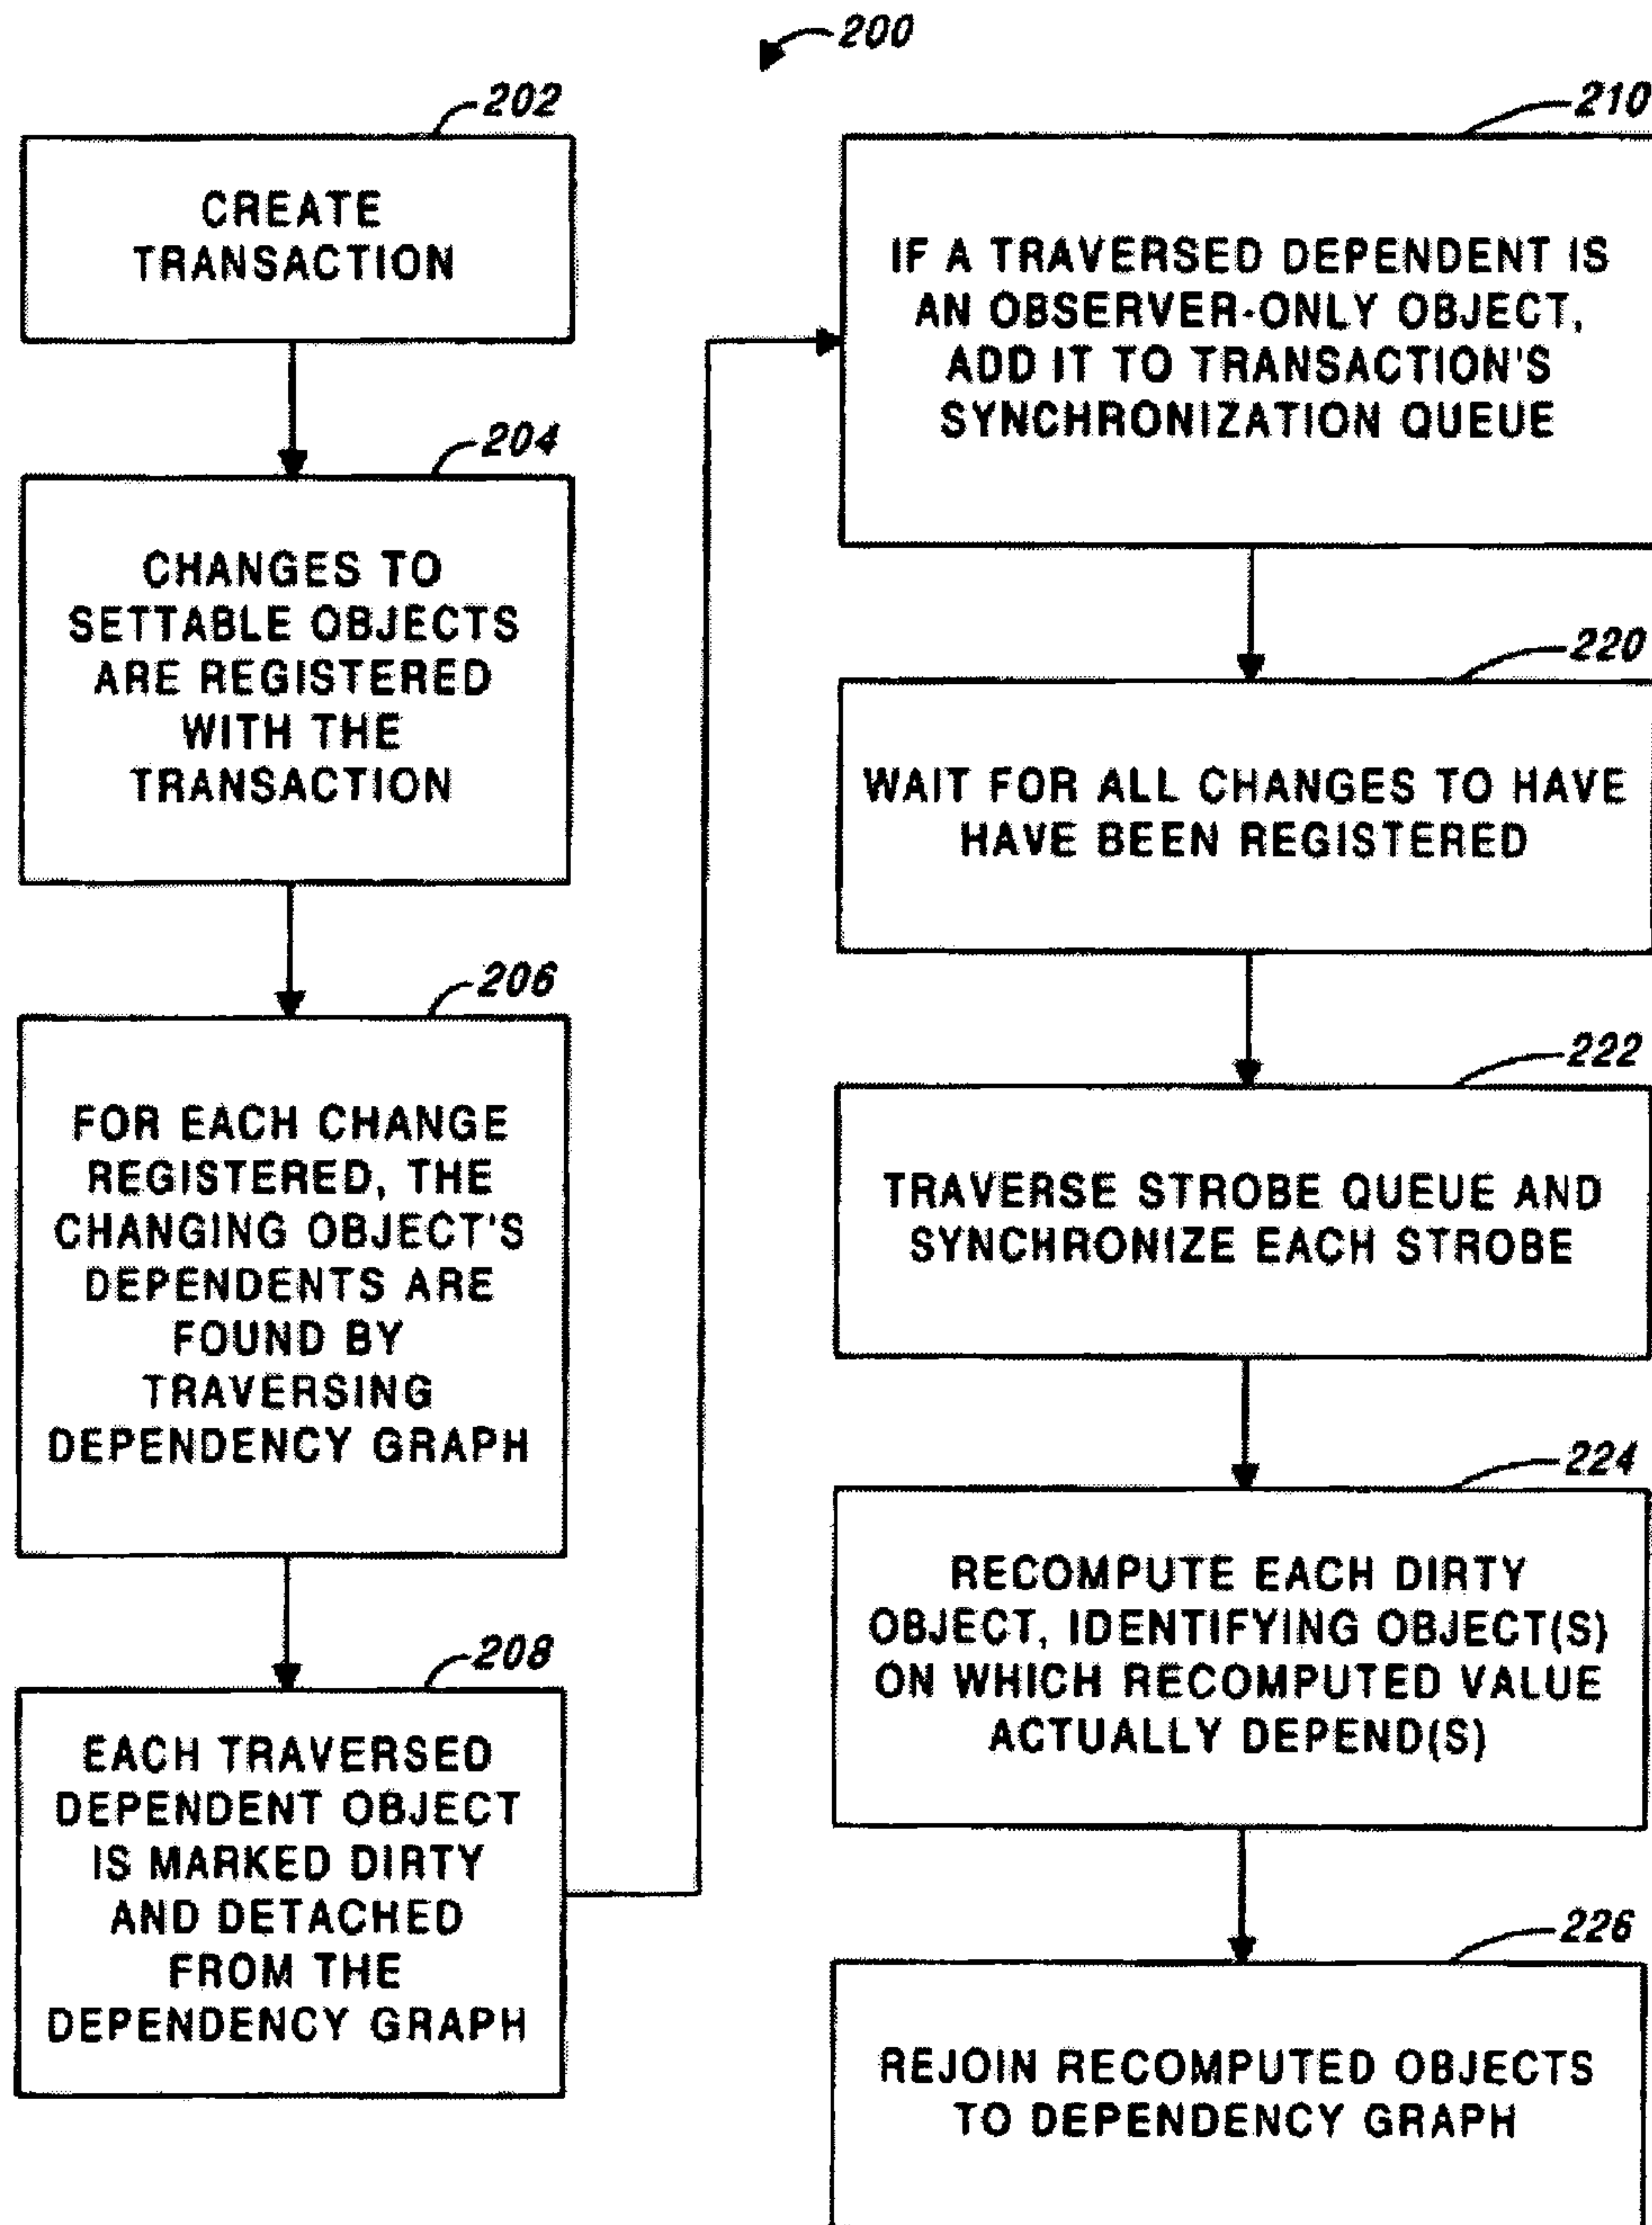 200
202
CREATE
TRANSACTION
204
CHANGES TO
SETTABLE OBJECTS
ARE REGISTERED
WITH THE
TRANSACTION
206
FOR EACH CHANGE
REGISTERED, THE
CHANGING OBJECT'S
DEPENDENTS ARE
FOUND BY
TRAVERSING
DEPENDENCY GRAPH
208
EACH TRAVERSED
DEPENDENT OBJECT
IS MARKED DIRTY
AND DETACHED
FROM THE
DEPENDENCY GRAPH
210
IF A TRAVERSED DEPENDENT IS
AN OBSERVER-ONLY OBJECT,
ADD IT TO TRANSACTION'S
SYNCHRONIZATION QUEUE
220
WAIT FOR ALL CHANGES TO HAVE
HAVE BEEN REGISTERED
222
TRAVERSE STROBE QUEUE AND
SYNCHRONIZE EACH STROBE
224
RECOMPUTE EACH DIRTY
OBJECT, IDENTIFYING OBJECT(S)
ON WHICH RECOMPUTED VALUE
ACTUALLY DEPEND(S)
226
REJOIN RECOMPUTED OBJECTS
TO DEPENDENCY GRAPH